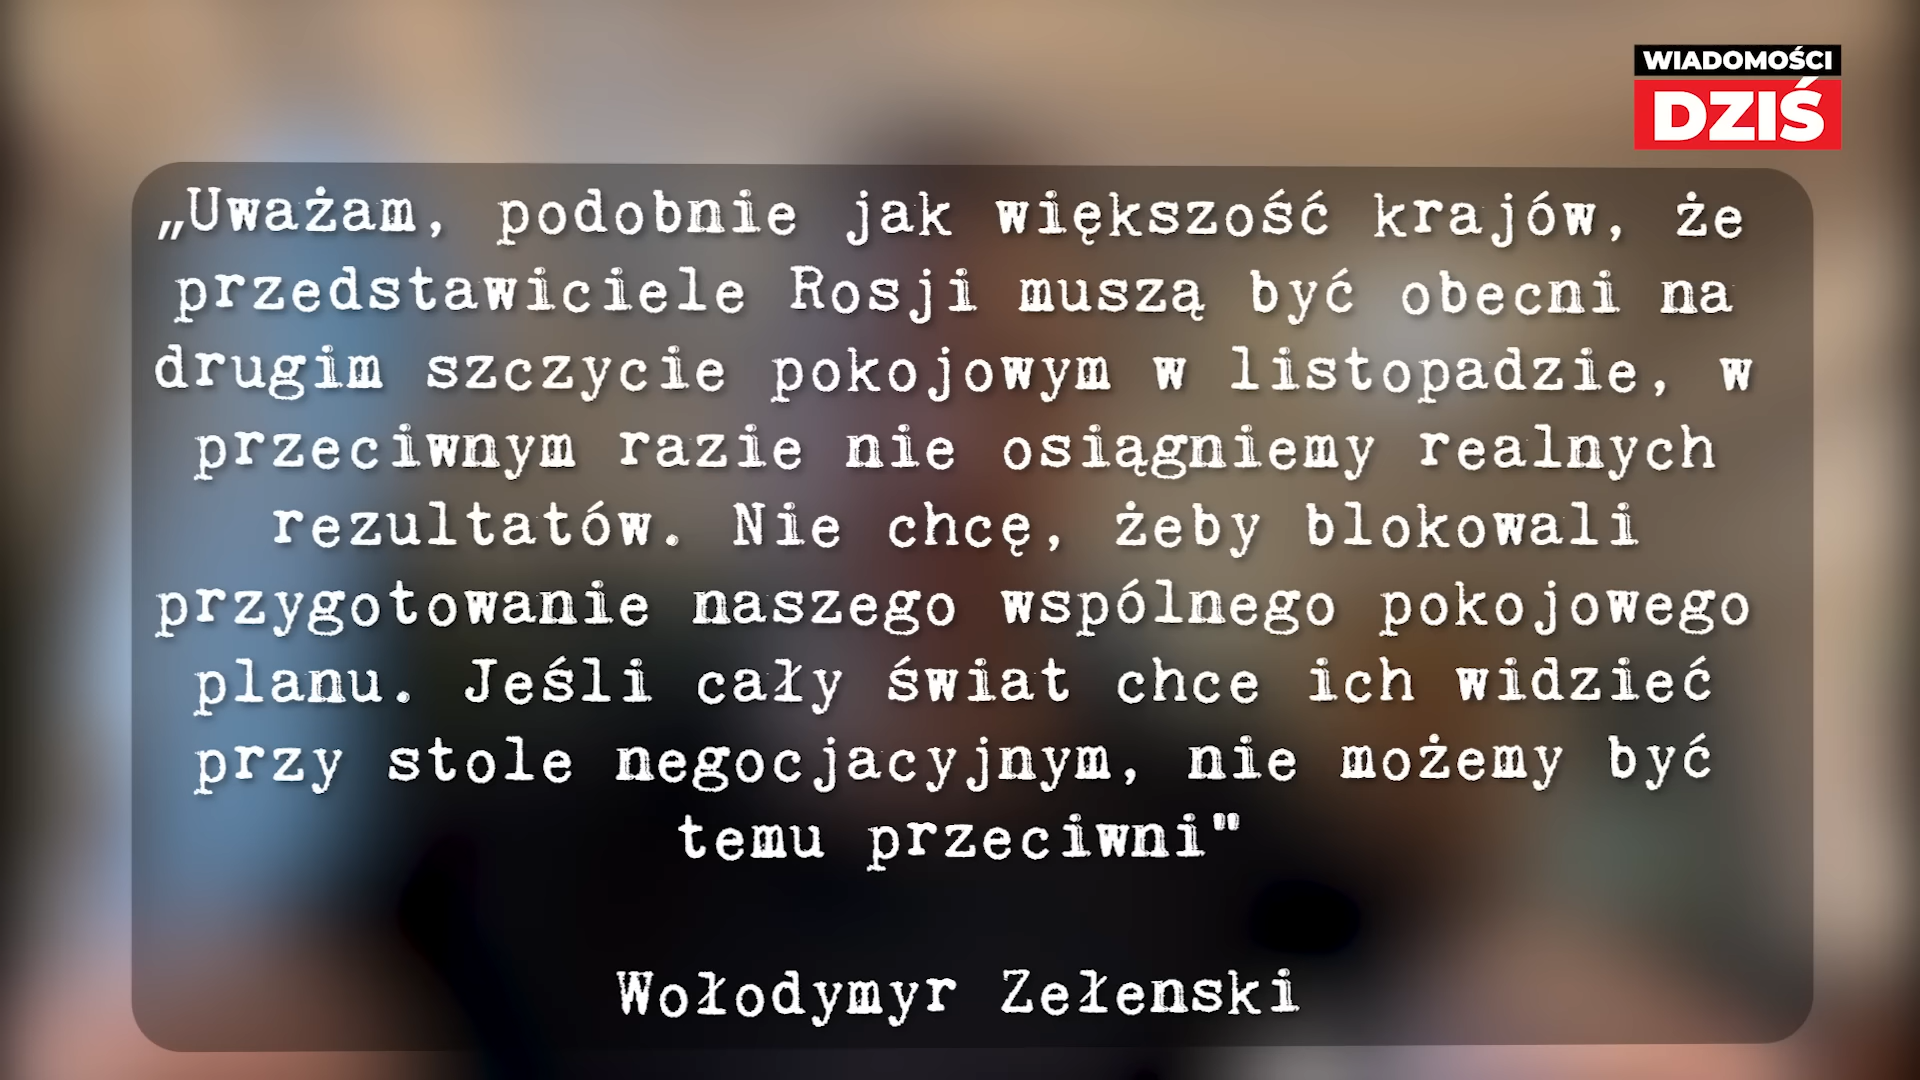 WIADOMOŚCI
DZIŚ
„Uważam, podobnie jak większość krajów, że
przedstawiciele Rosji muszą być obecni na
drugim szczycie pokojowym w listopadzie, w
przeciwnym razie nie osiągniemy realnych
rezultatów. Nie chcę, żeby blokowali
przygotowanie naszego wspólnego pokojowego
planu. Jeśli cały świat chce ich widzieć
przy stole negocjacyjnym, nie możemy być
temu przeciwni"
Wołodymyr Zełenski